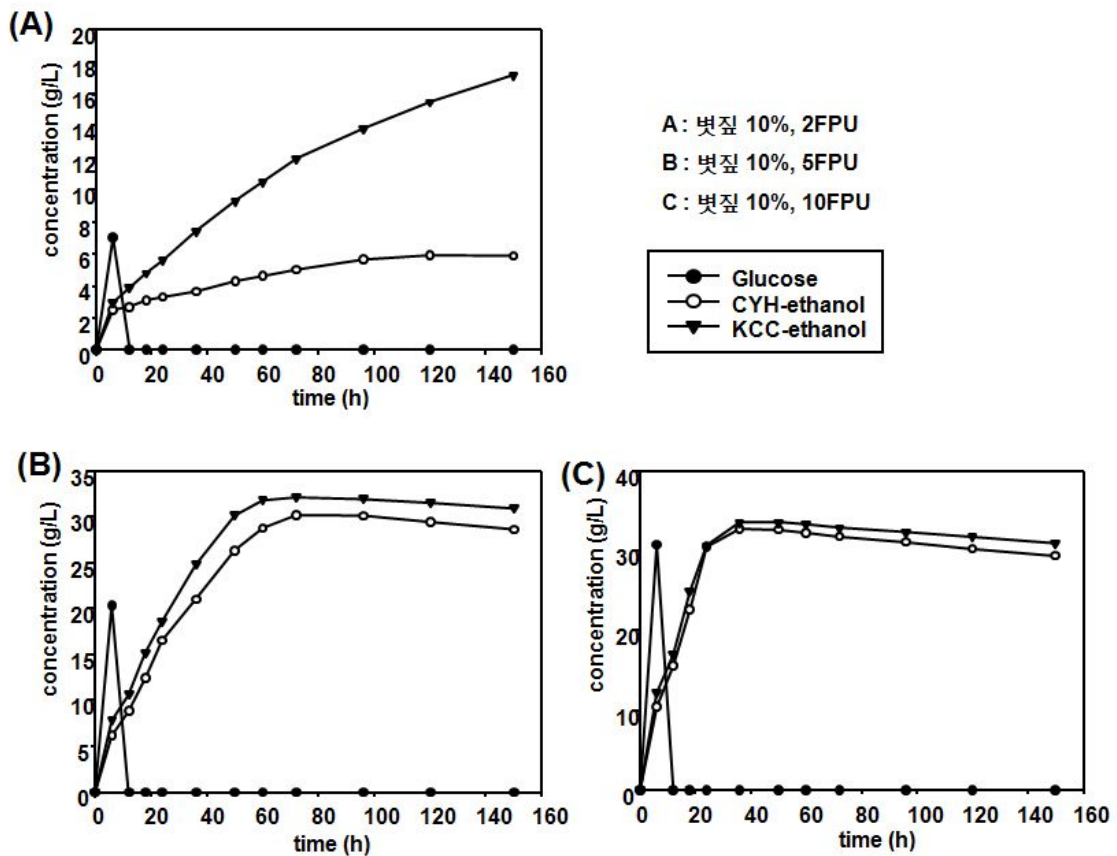 (A)
20
18
16
14
12
10
8
6
4
2
0
concentration (g/L)
0 20 40 60 80 100 120 140 160
time (h)
A : 볏짚 10%, 2FPU
B : 볏짚 10%, 5FPU
C : 볏짚 10%, 10FPU
Glucose
CYH-ethanol
KCC-ethanol
(B)
35
30
25
20
15
10
5
0
concentration (g/L)
0 20 40 60 80 100 120 140 160
time (h)
(C)
40
30
20
10
0
concentration (g/L)
0 20 40 60 80 100 120 140 160
time (h)